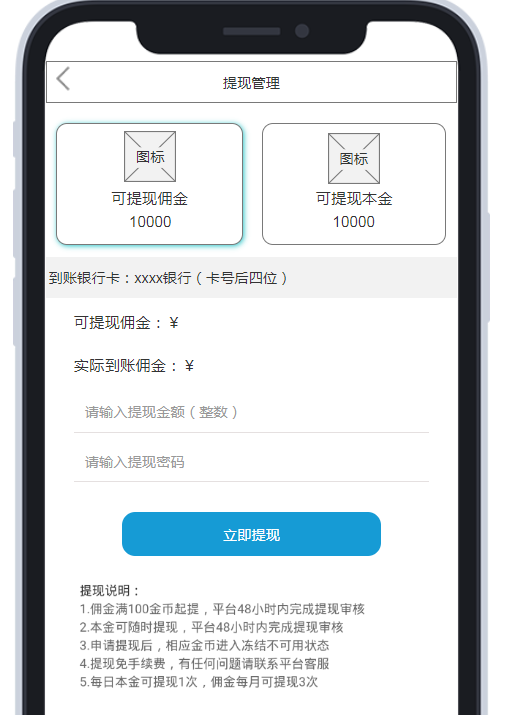 提现管理
图标
图标
可提现佣金
可提现本金
10000
10000
到账银行卡：xxxx银行（卡号后四位）
可提现佣金：￥
实际到账佣金：￥
请输入提现金额（整数）
请输入提现密码
立即提现
提现说明：
1.佣金满100金币起提，平台48小时内完成提现审核
2.本金可随时提现，平台48小时内完成提现审核
3.申请提现后，相应金币进入冻结不可用状态
4.提现免手续费，有任何问题请联系平台客服
5.每日本金可提现1次，佣金每月可提现3次